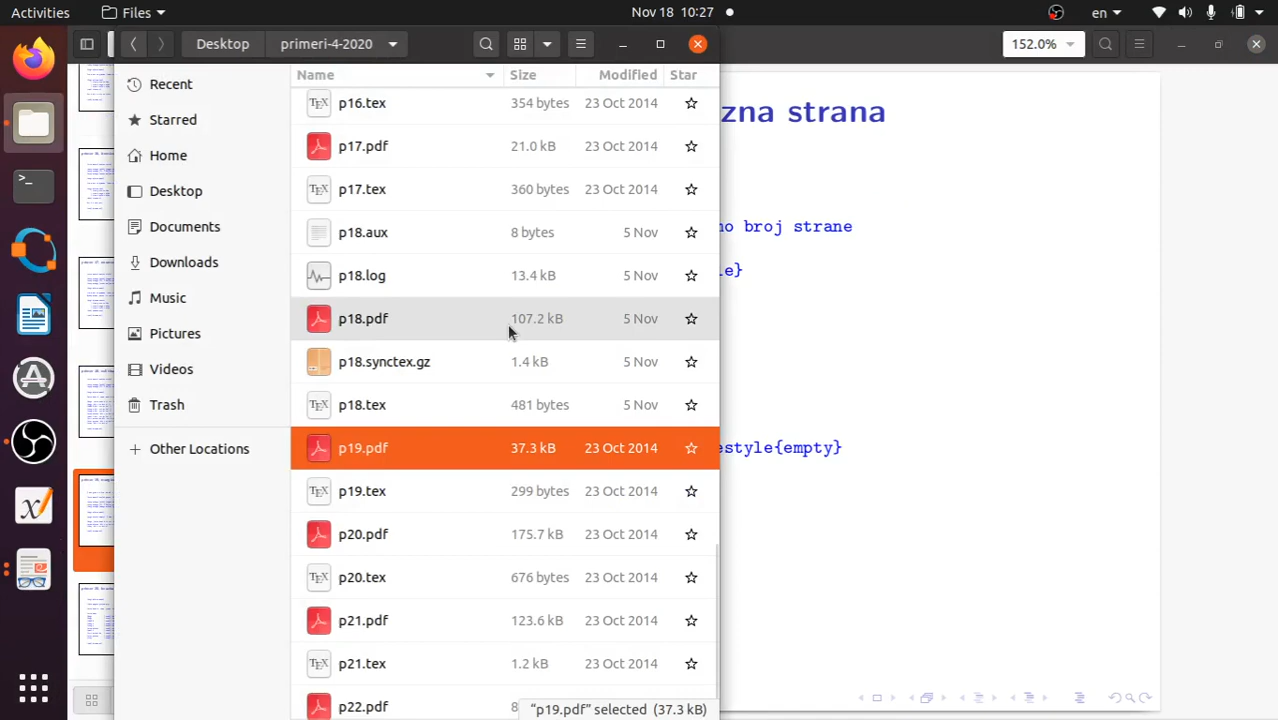 Activities Files Nov 18 10:27 en
Desktop primeri-4-2020 152.0%
Name Size Modified Star
Recent
Starred
Home
Desktop
Documents
Downloads
Music
Pictures
Videos
Trash
Other Locations
p16.tex 354 bytes 23 Oct 2014
p17.pdf 21.0 kB 23 Oct 2014
p17.tex 360 bytes 23 Oct 2014
p18.aux 8 bytes 5 Nov
p18.log 13.4 kB 5 Nov
p18.pdf 107.2 kB 5 Nov
p18.synctex.gz 1.4 kB 5 Nov
p18.tex 483 bytes 5 Nov
p19.pdf 37.3 kB 23 Oct 2014
p19.tex 292 bytes 23 Oct 2014
p20.pdf 175.7 kB 23 Oct 2014
p20.tex 676 bytes 23 Oct 2014
p21.pdf 123.1 kB 23 Oct 2014
p21.tex 1.2 kB 23 Oct 2014
p22.pdf 8
"p19.pdf" selected (37.3 kB)
zna strana
no broj strane
le}
estyle{empty}